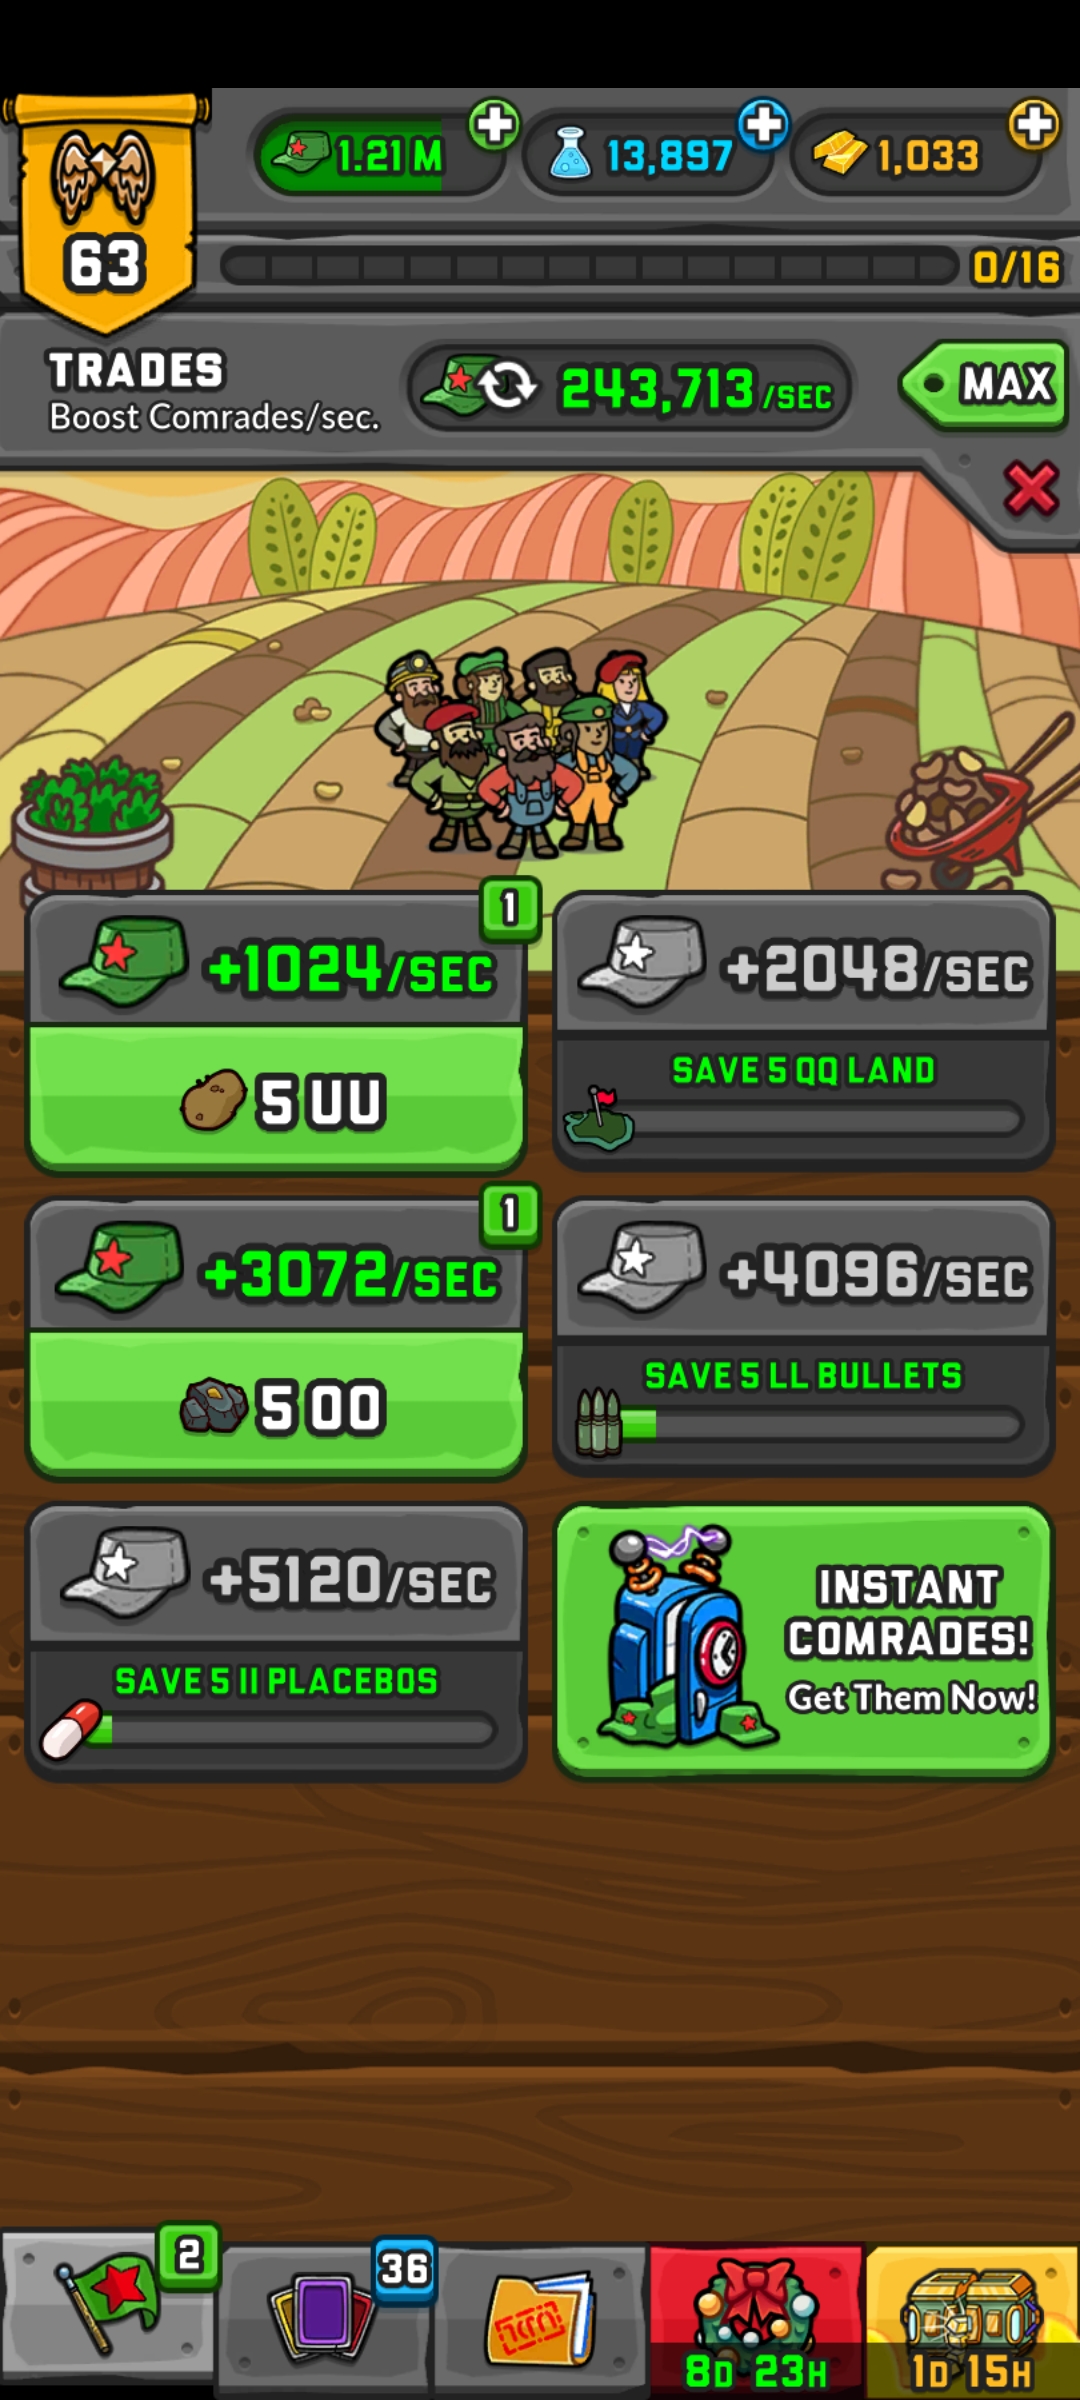 1.21 M
13,897
1,033
63
0/16
TRADES
Boost Comrades/sec.
243,713 /SEC
MAX
1
+1024/SEC
5 UU
+2048/SEC
SAVE 5 QQ LAND
1
+3072/SEC
5 OO
+4096/SEC
SAVE 5 LL BULLETS
+5120/SEC
SAVE 5 II PLACEBOS
INSTANT
COMRADES!
Get Them Now!
2
36
8D 23H
1D 15H